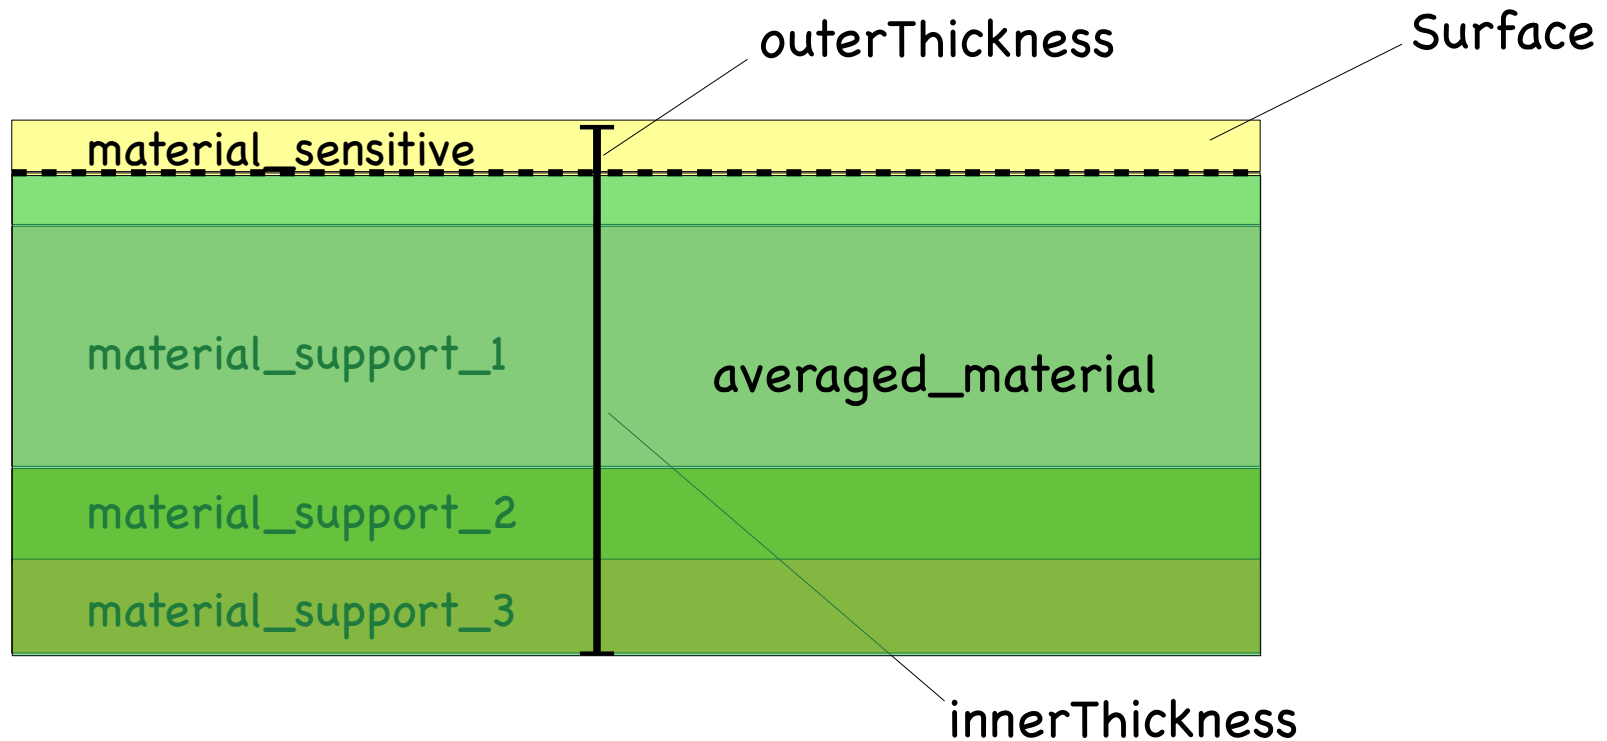 outerThickness
Surface
material_sensitive
material_support_1
averaged_material
material_support_2
material_support_3
innerThickness